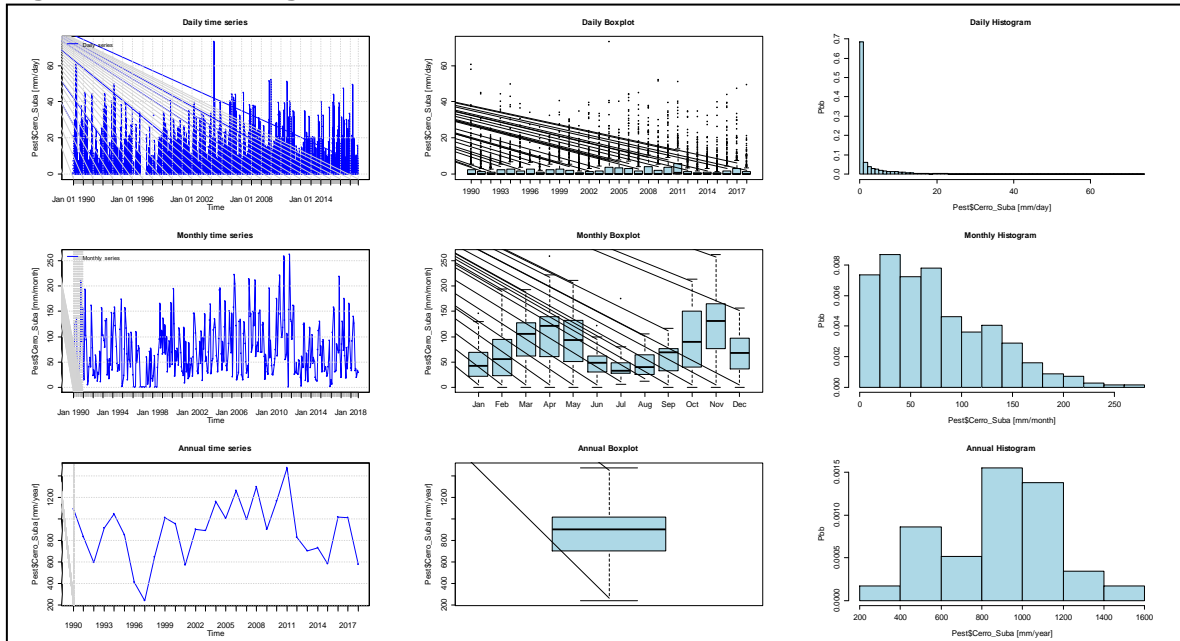 Daily time series
Daily series
Pest$Cerro_Suba [mm/day]
0 20 40 60
Jan 01 1990 Jan 01 1996 Jan 01 2002 Jan 01 2008 Jan 01 2014
Time
Daily Boxplot
Pest$Cerro_Suba [mm/day]
0 20 40 60
1990 1993 1996 1999 2002 2005 2008 2011 2014 2017
Daily Histogram
Pbb
0.0 0.1 0.2 0.3 0.4 0.5 0.6 0.7
0 20 40 60
Pest$Cerro_Suba [mm/day]
Monthly time series
Monthly series
Pest$Cerro_Suba [mm/month]
0 50 100 150 200 250
Jan 1990 Jan 1994 Jan 1998 Jan 2002 Jan 2006 Jan 2010 Jan 2014 Jan 2018
Time
Monthly Boxplot
Pest$Cerro_Suba [mm/month]
0 50 100 150 200 250
Jan Feb Mar Apr May Jun Jul Aug Sep Oct Nov Dec
Monthly Histogram
Pbb
0.000 0.002 0.004 0.006 0.008
0 50 100 150 200 250
Pest$Cerro_Suba [mm/month]
Annual time series
Pest$Cerro_Suba [mm/year]
200 400 600 800 1200
1990 1993 1996 1999 2002 2005 2008 2011 2014 2017
Time
Annual Boxplot
Pest$Cerro_Suba [mm/year]
200 400 600 800 1200
Annual Histogram
Pbb
0.0000 0.0005 0.0010 0.0015
200 400 600 800 1000 1200 1400 1600
Pest$Cerro_Suba [mm/year]